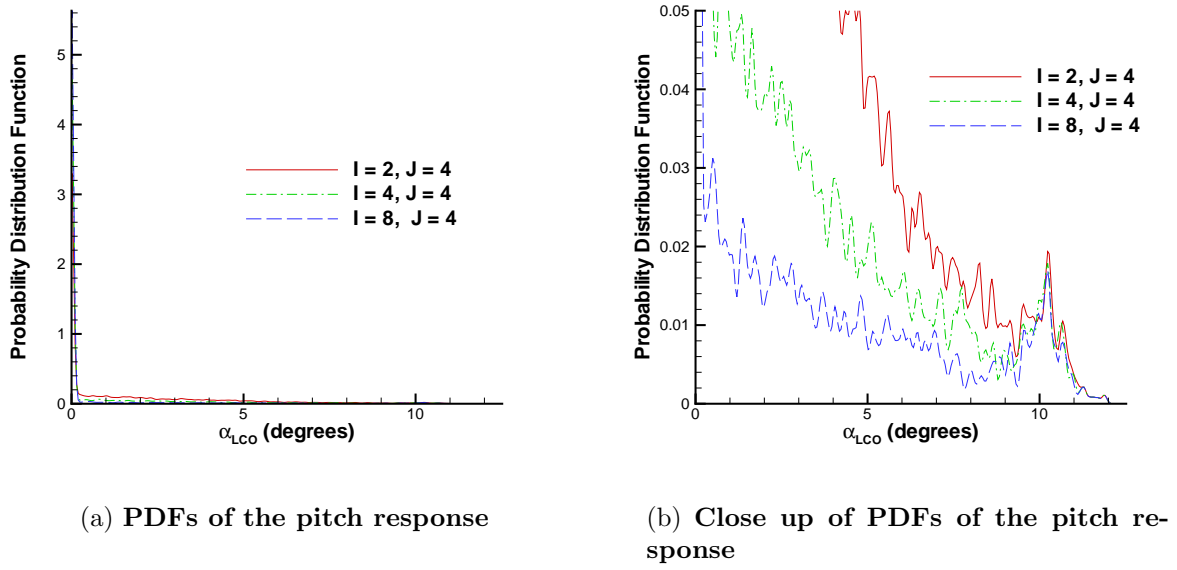 Probability Distribution Function
5
4
3
2
1
0
0
5
10
αLCO (degrees)
I = 2, J = 4
I = 4, J = 4
I = 8, J = 4
(a) PDFs of the pitch response
Probability Distribution Function
0.05
0.04
0.03
0.02
0.01
0
0
5
10
αLCO (degrees)
I = 2, J = 4
I = 4, J = 4
I = 8, J = 4
(b) Close up of PDFs of the pitch re-
sponse